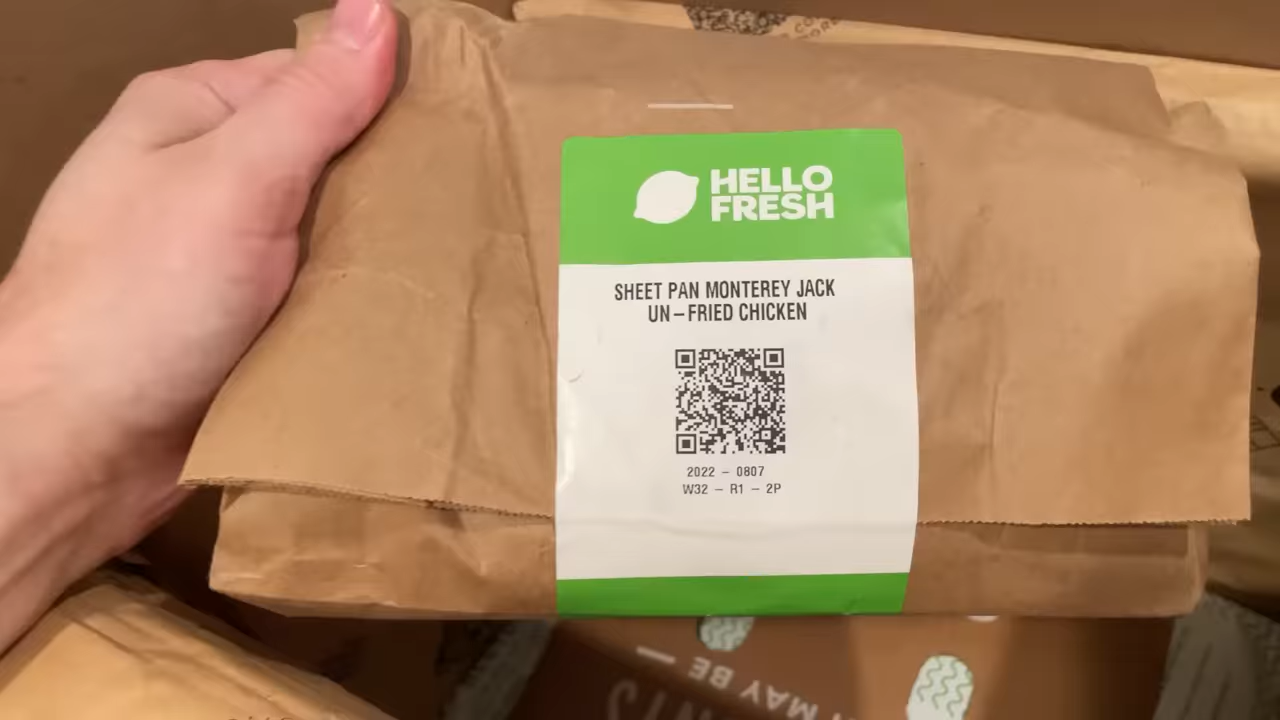 HELLO
FRESH
SHEET PAN MONTEREY JACK
UN-FRIED CHICKEN
2022 - 0807
W32 - R1 - 2P
MAY BE